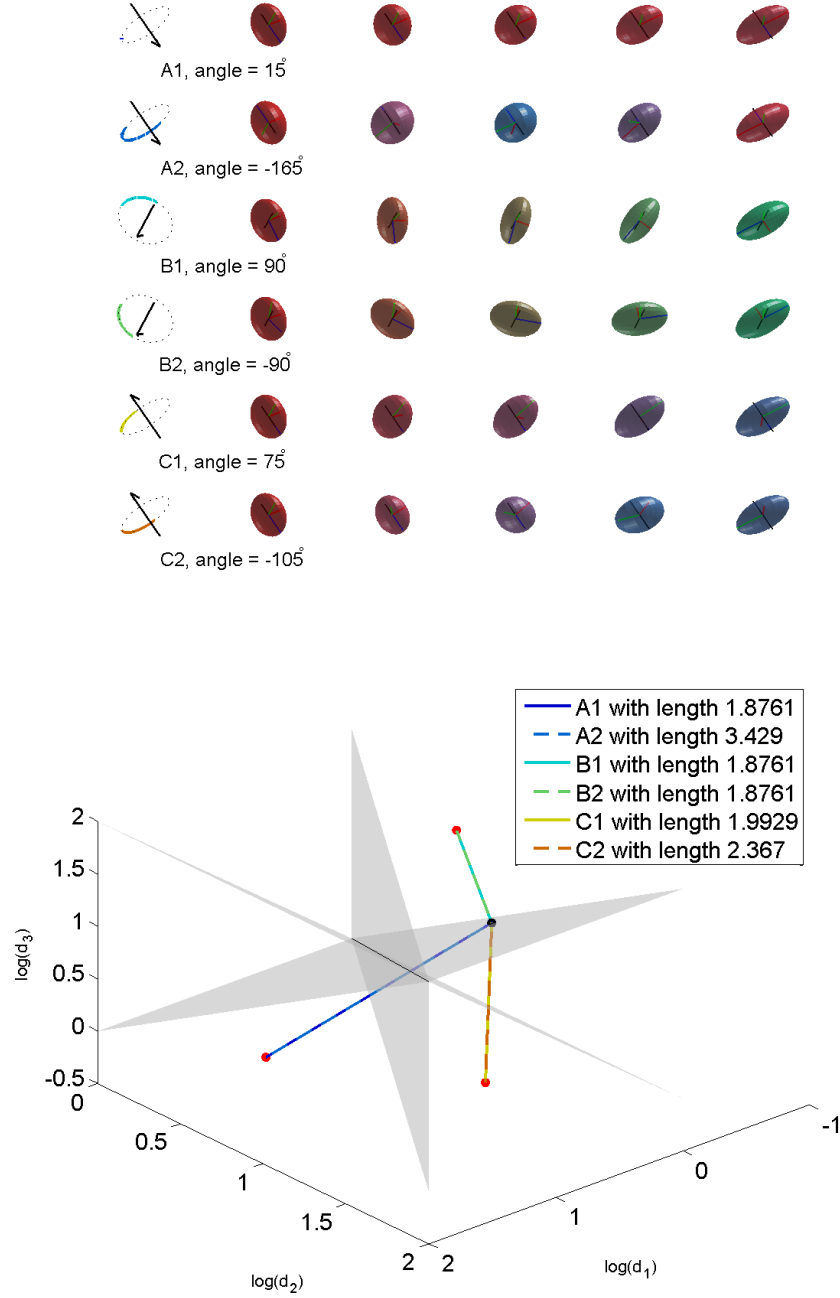 A1, angle = 15°
A2, angle = -165°
B1, angle = 90°
B2, angle = -90°
C1, angle = 75°
C2, angle = -105°
A1 with length 1.8761
A2 with length 3.429
B1 with length 1.8761
B2 with length 1.8761
C1 with length 1.9929
C2 with length 2.367
2
1.5
1
0.5
0
-0.5
log(d3)
0
0.5
1
1.5
2
log(d2)
2
1
0
-1
log(d1)